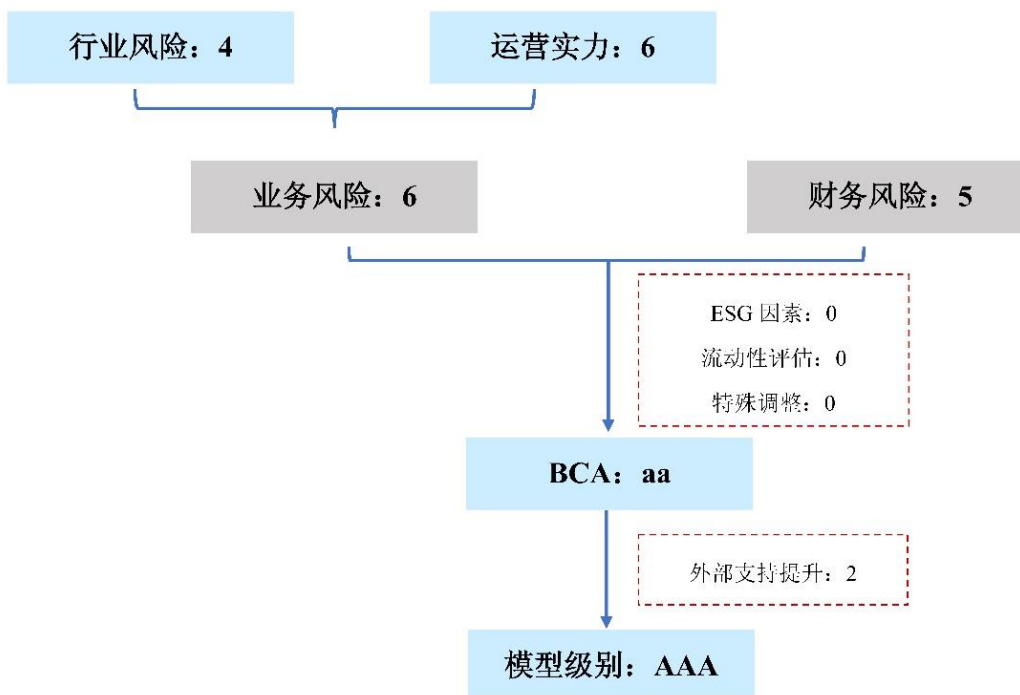 行业风险：4
运营实力：6
业务风险：6
财务风险：5
ESG 因素：0
流动性评估：0
特殊调整：0
BCA：aa
外部支持提升：2
模型级别：AAA